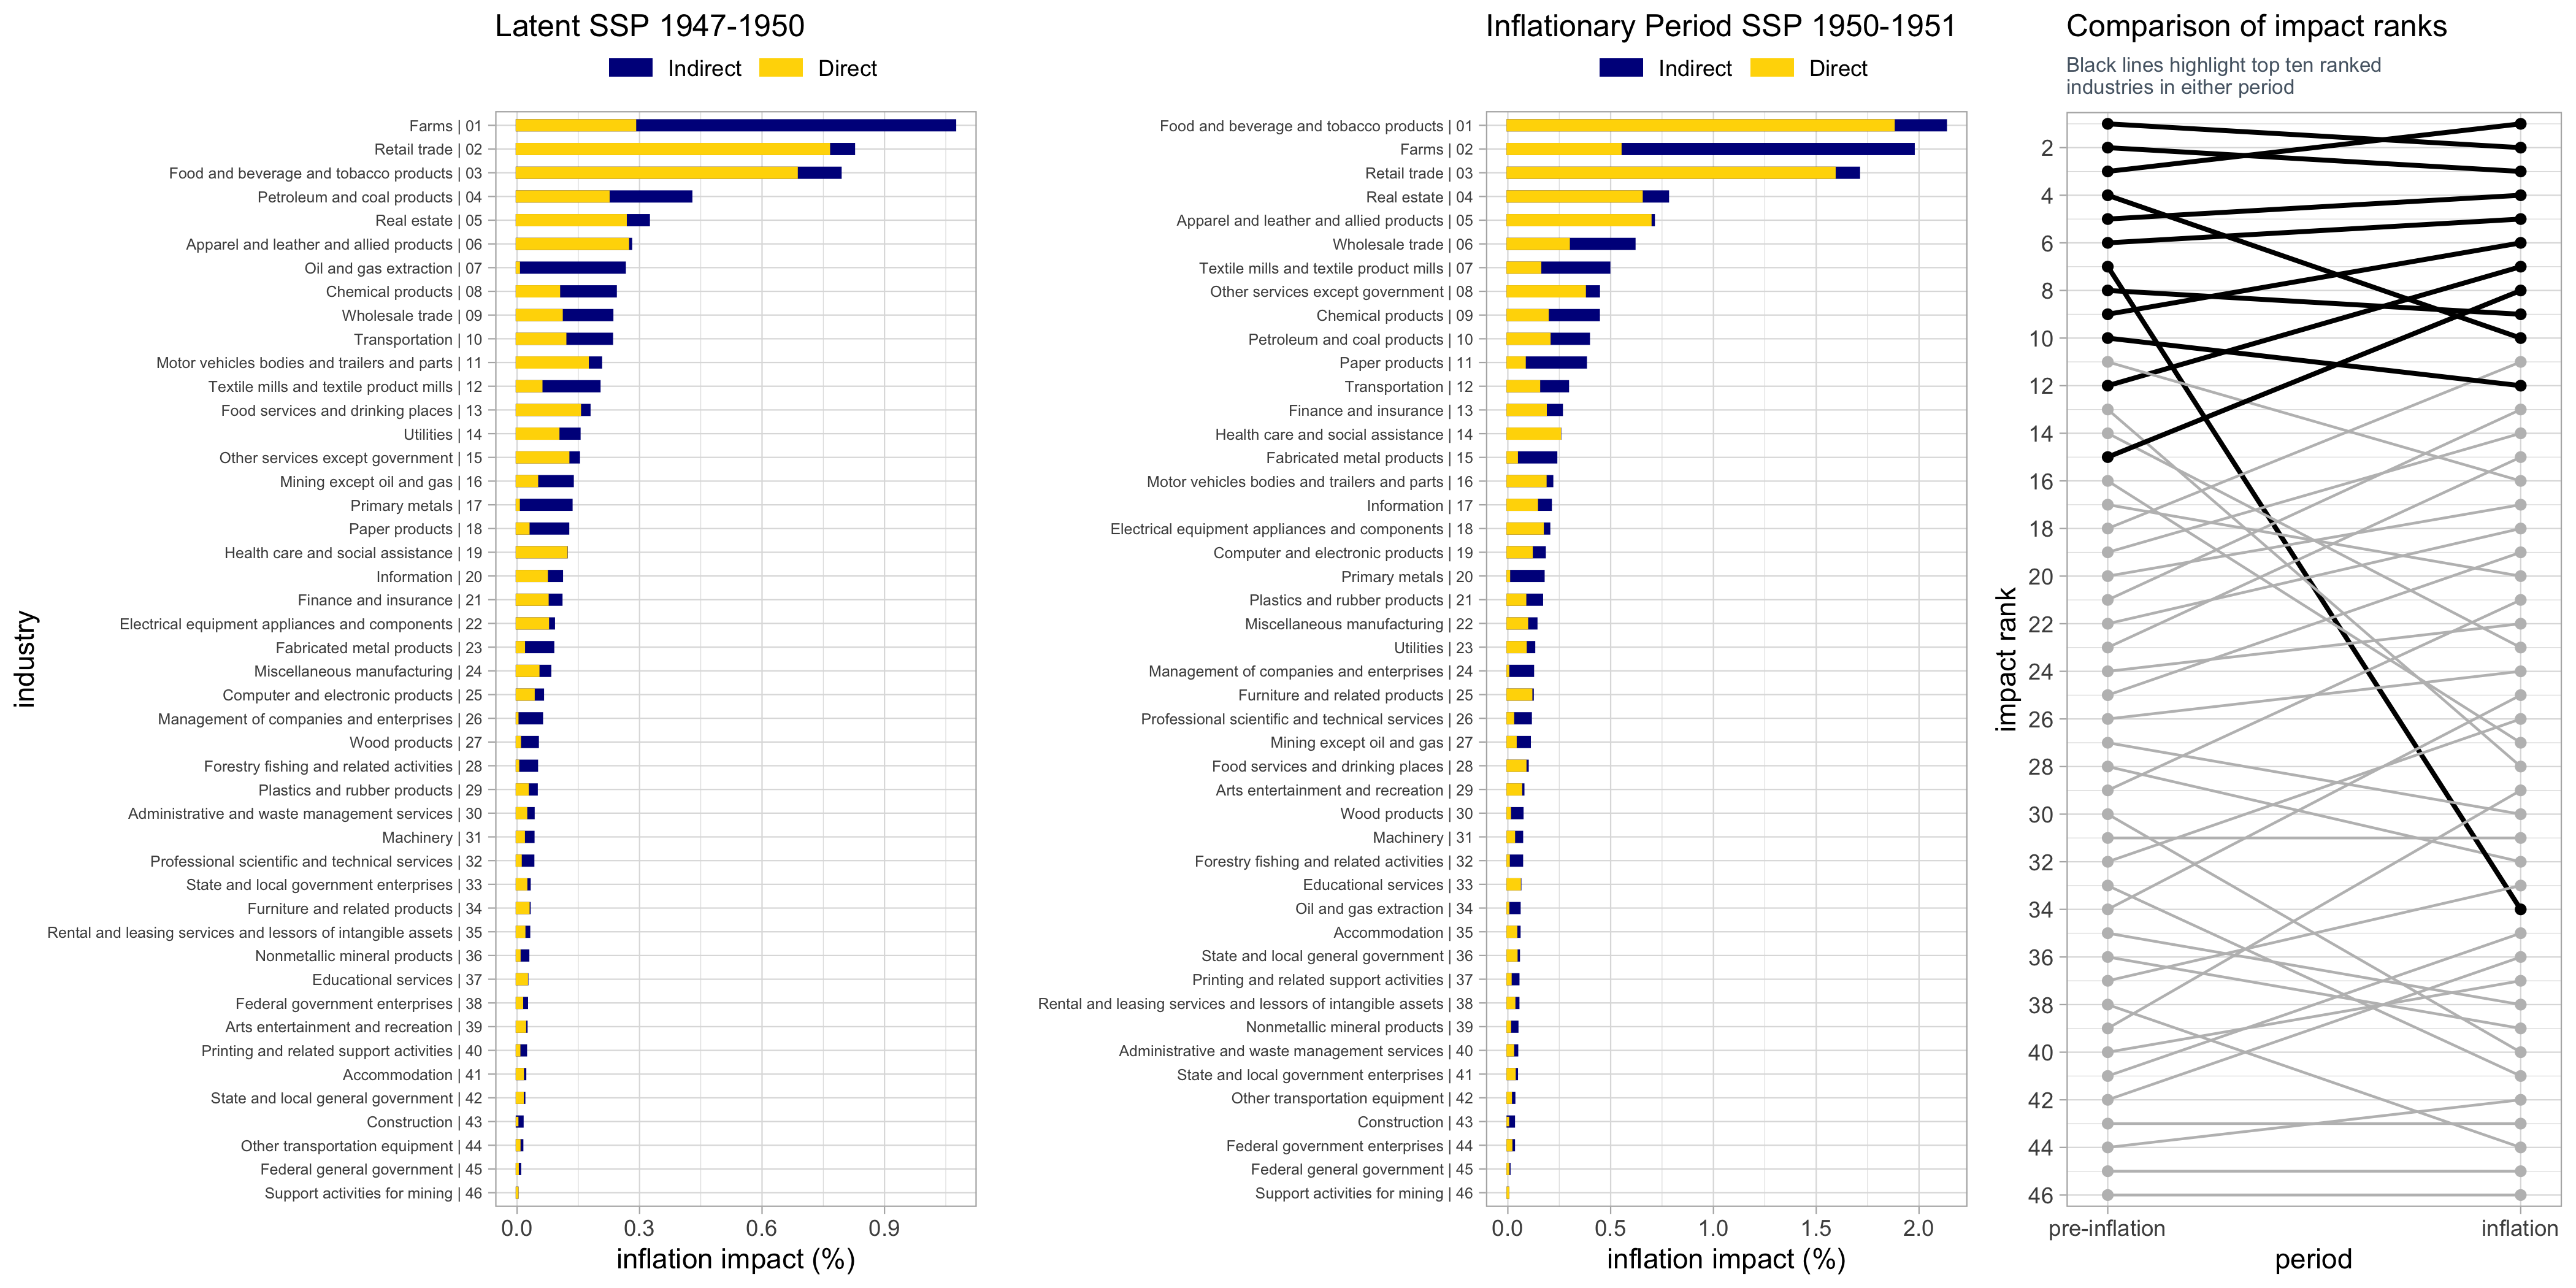 Latent SSP 1947-1950
Indirect
Direct
industry
Farms | 01
Retail trade | 02
Food and beverage and tobacco products | 03
Petroleum and coal products | 04
Real estate | 05
Apparel and leather and allied products | 06
Oil and gas extraction | 07
Chemical products | 08
Wholesale trade | 09
Transportation | 10
Motor vehicles bodies and trailers and parts | 11
Textile mills and textile product mills | 12
Food services and drinking places | 13
Utilities | 14
Other services except government | 15
Mining except oil and gas | 16
Primary metals | 17
Paper products | 18
Health care and social assistance | 19
Information | 20
Finance and insurance | 21
Electrical equipment appliances and components | 22
Fabricated metal products | 23
Miscellaneous manufacturing | 24
Computer and electronic products | 25
Management of companies and enterprises | 26
Wood products | 27
Forestry fishing and related activities | 28
Plastics and rubber products | 29
Administrative and waste management services | 30
Machinery | 31
Professional scientific and technical services | 32
State and local government enterprises | 33
Furniture and related products | 34
Rental and leasing services and lessors of intangible assets | 35
Nonmetallic mineral products | 36
Educational services | 37
Federal government enterprises | 38
Arts entertainment and recreation | 39
Printing and related support activities | 40
Accommodation | 41
State and local general government | 42
Construction | 43
Other transportation equipment | 44
Federal general government | 45
Support activities for mining | 46
0.0 0.3 0.6 0.9
inflation impact (%)
Inflationary Period SSP 1950-1951
Indirect
Direct
Food and beverage and tobacco products | 01
Farms | 02
Retail trade | 03
Real estate | 04
Apparel and leather and allied products | 05
Wholesale trade | 06
Textile mills and textile product mills | 07
Other services except government | 08
Chemical products | 09
Petroleum and coal products | 10
Paper products | 11
Transportation | 12
Finance and insurance | 13
Health care and social assistance | 14
Fabricated metal products | 15
Motor vehicles bodies and trailers and parts | 16
Information | 17
Electrical equipment appliances and components | 18
Computer and electronic products | 19
Primary metals | 20
Plastics and rubber products | 21
Miscellaneous manufacturing | 22
Utilities | 23
Management of companies and enterprises | 24
Furniture and related products | 25
Professional scientific and technical services | 26
Mining except oil and gas | 27
Food services and drinking places | 28
Arts entertainment and recreation | 29
Wood products | 30
Machinery | 31
Forestry fishing and related activities | 32
Educational services | 33
Oil and gas extraction | 34
Accommodation | 35
State and local general government | 36
Printing and related support activities | 37
Rental and leasing services and lessors of intangible assets | 38
Nonmetallic mineral products | 39
Administrative and waste management services | 40
State and local government enterprises | 41
Other transportation equipment | 42
Construction | 43
Federal government enterprises | 44
Federal general government | 45
Support activities for mining | 46
0.0 0.5 1.0 1.5 2.0
inflation impact (%)
Comparison of impact ranks
Black lines highlight top ten ranked
industries in either period
impact rank
2
4
6
8
10
12
14
16
18
20
22
24
26
28
30
32
34
36
38
40
42
44
46
pre-inflation inflation
period